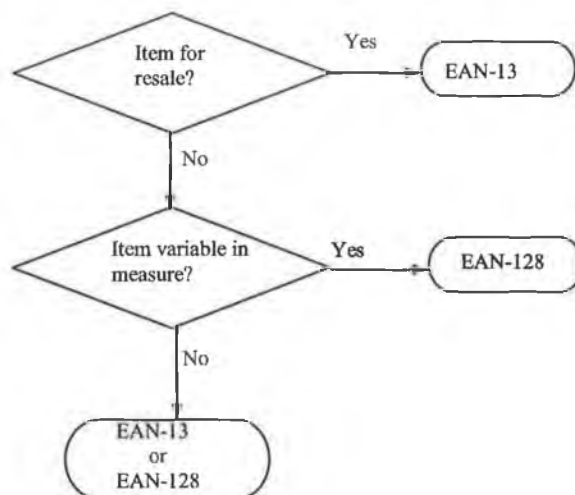 Item for
resale?
Yes
EAN-13
No
Item variable in
measure?
Yes
EAN-128
No
EAN-13
or
EAN-128